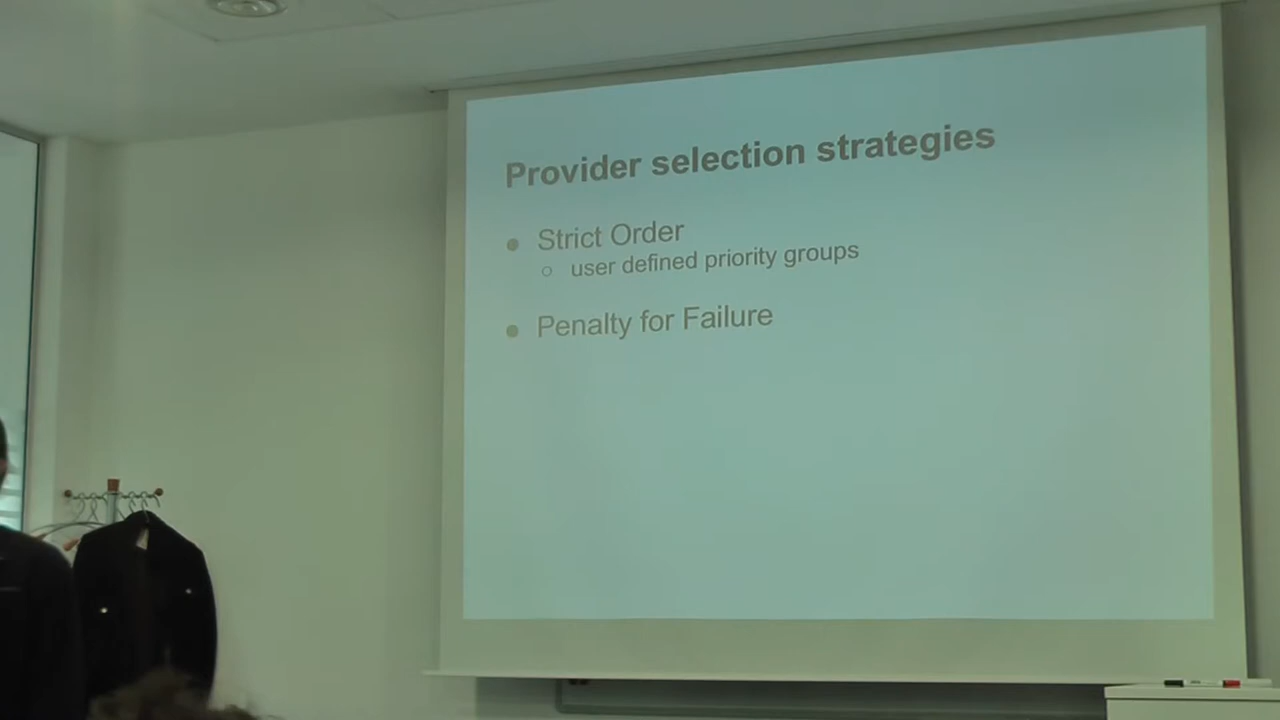 Provider selection strategies
● Strict Order
○ user defined priority groups
● Penalty for Failure